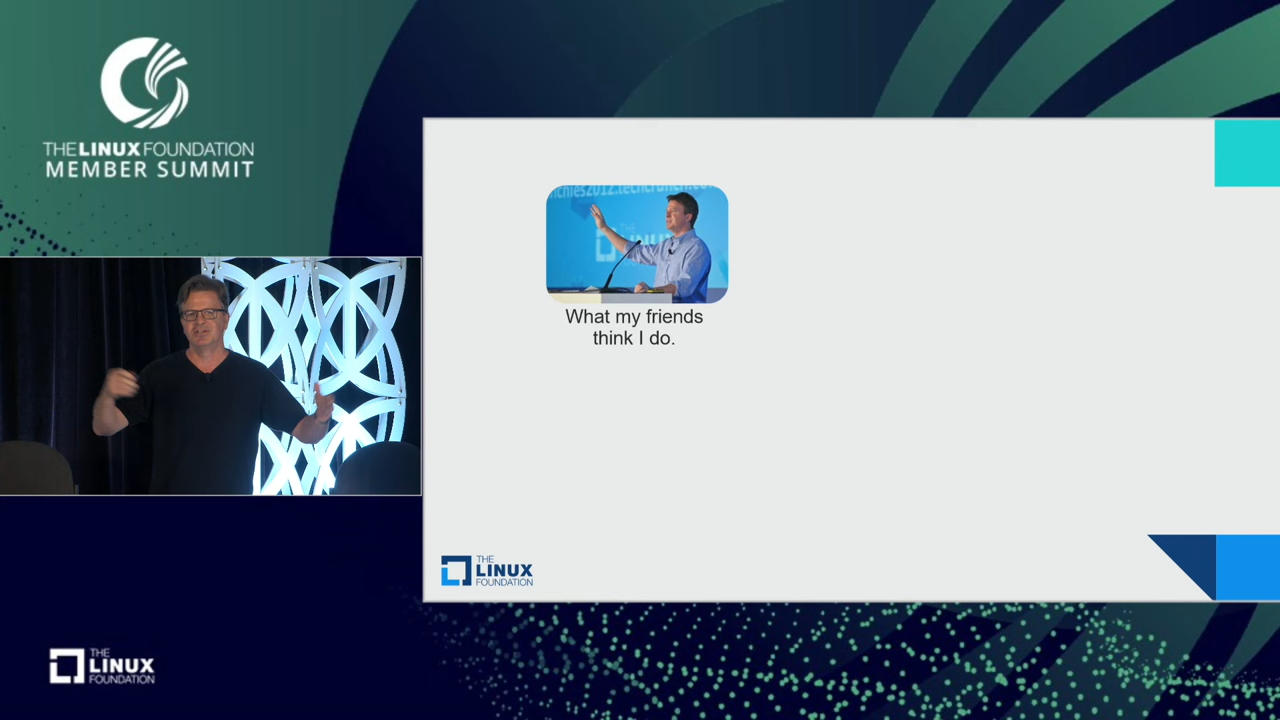 THE LINUX FOUNDATION
MEMBER SUMMIT
What my friends
think I do.
THE
LINUX
FOUNDATION
THE
LINUX
FOUNDATION